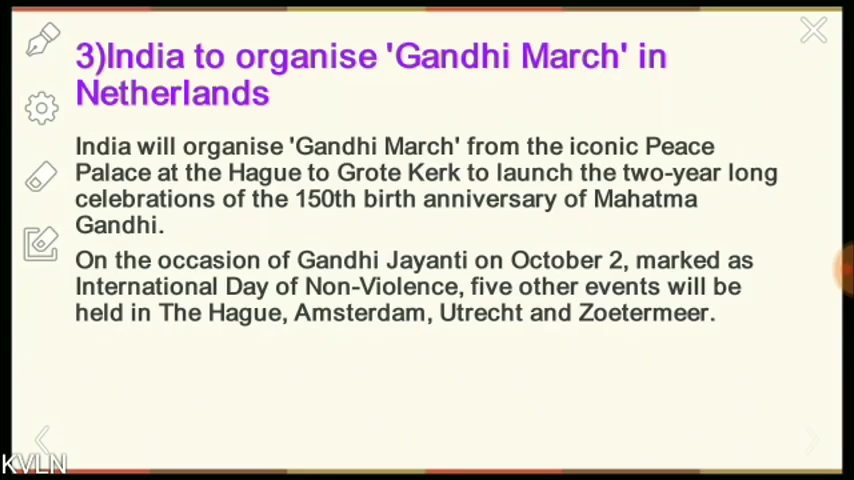 3)India to organise 'Gandhi March' in
Netherlands
India will organise 'Gandhi March' from the iconic Peace
Palace at the Hague to Grote Kerk to launch the two-year long
celebrations of the 150th birth anniversary of Mahatma
Gandhi.
On the occasion of Gandhi Jayanti on October 2, marked as
International Day of Non-Violence, five other events will be
held in The Hague, Amsterdam, Utrecht and Zoetermeer.
KVLN